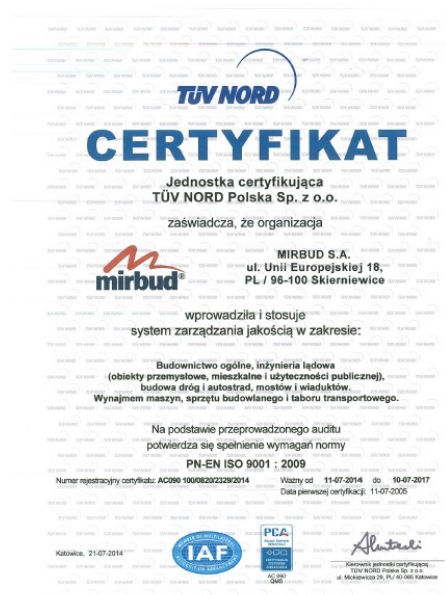 TÜV NORD
CERTYFIKAT
Jednostka certyfikująca
TÜV NORD Polska Sp. z o.o.
zaświadcza, że organizacja
mirbud®
MIRBUD S.A.
ul. Unii Europejskiej 18,
PL / 96-100 Skierniewice
wprowadziła i stosuje
system zarządzania jakością w zakresie:
Budownictwo ogólne, inżynieria lądowa
(obiekty przemysłowe, mieszkalne i użyteczności publicznej),
budowa dróg i autostrad, mostów i wiaduktów.
Wynajmem maszyn, sprzętu budowlanego i taboru transportowego.
Na podstawie przeprowadzonego auditu
potwierdza się spełnienie wymagań normy
PN-EN ISO 9001 : 2009
Numer rejestracyjny certyfikatu: AC090 100/0820/2329/2014
Ważny od 11-07-2014 do 10-07-2017
Data pierwszej certyfikacji: 11-07-2005
Katowice, 21-07-2014
IAF
PCA
AC 090
QMS
Kierownik jednostki certyfikującej
TÜV NORD Polska Sp. z o.o.
ul. Mickiewicza 29, PL / 40-085 Katowice